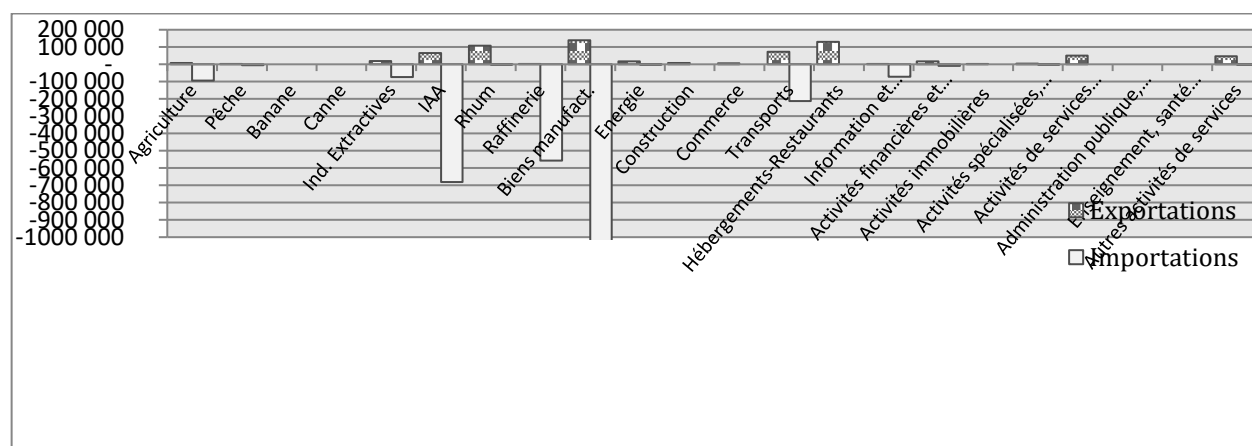 200 000
100 000
-
-100 000
-200 000
-300 000
-400 000
-500 000
-600 000
-700 000
-800 000
-900 000
-1000 000
Agriculture
Pêche
Banane
Canne
Ind. Extractives
IAA
Rhum
Raffinerie
Biens manufact.
Energie
Construction
Commerce
Transports
Hébergements-Restaurants
Information et…
Activités financières et…
Activités immobilières
Activités spécialisées,…
Activités de services…
Administration publique,…
Enseignement, santé…
Autres activités de services
Exportations
Importations